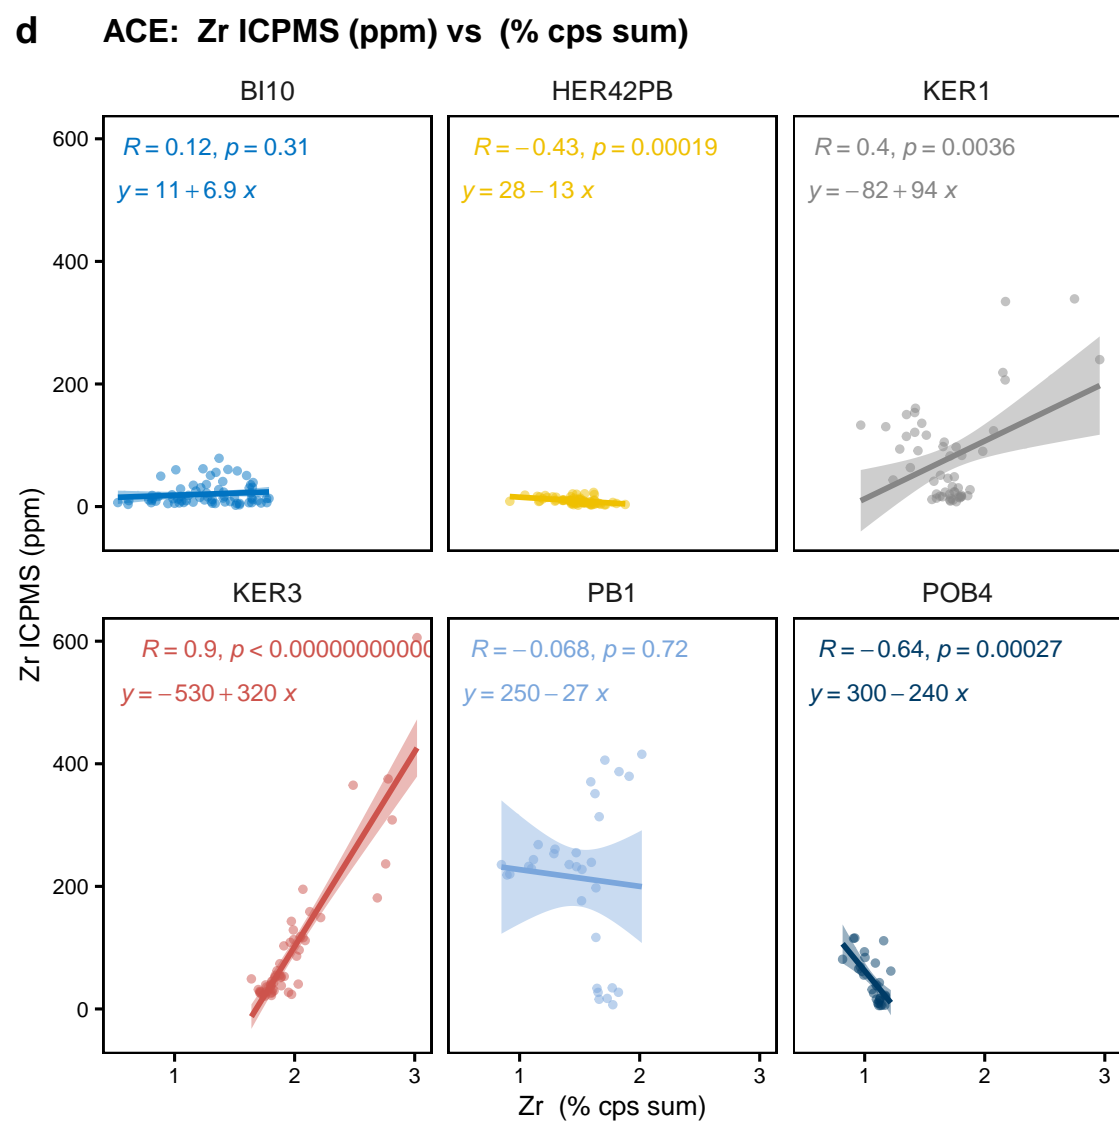 d ACE: Zr ICPMS (ppm) vs (% cps sum)
BI10 HER42PB KER1
R = 0.12, p = 0.31 R = −0.43, p = 0.00019 R = 0.4, p = 0.0036
y = 11 + 6.9 x y = 28 − 13 x y = −82 + 94 x
600
400
200
0
Zr ICPMS (ppm)
KER3 PB1 POB4
R = 0.9, p < 0.00000000000 R = −0.068, p = 0.72 R = −0.64, p = 0.00027
y = −530 + 320 x y = 250 − 27 x y = 300 − 240 x
600
400
200
0
1 2 3 1 2 3 1 2 3
Zr (% cps sum)